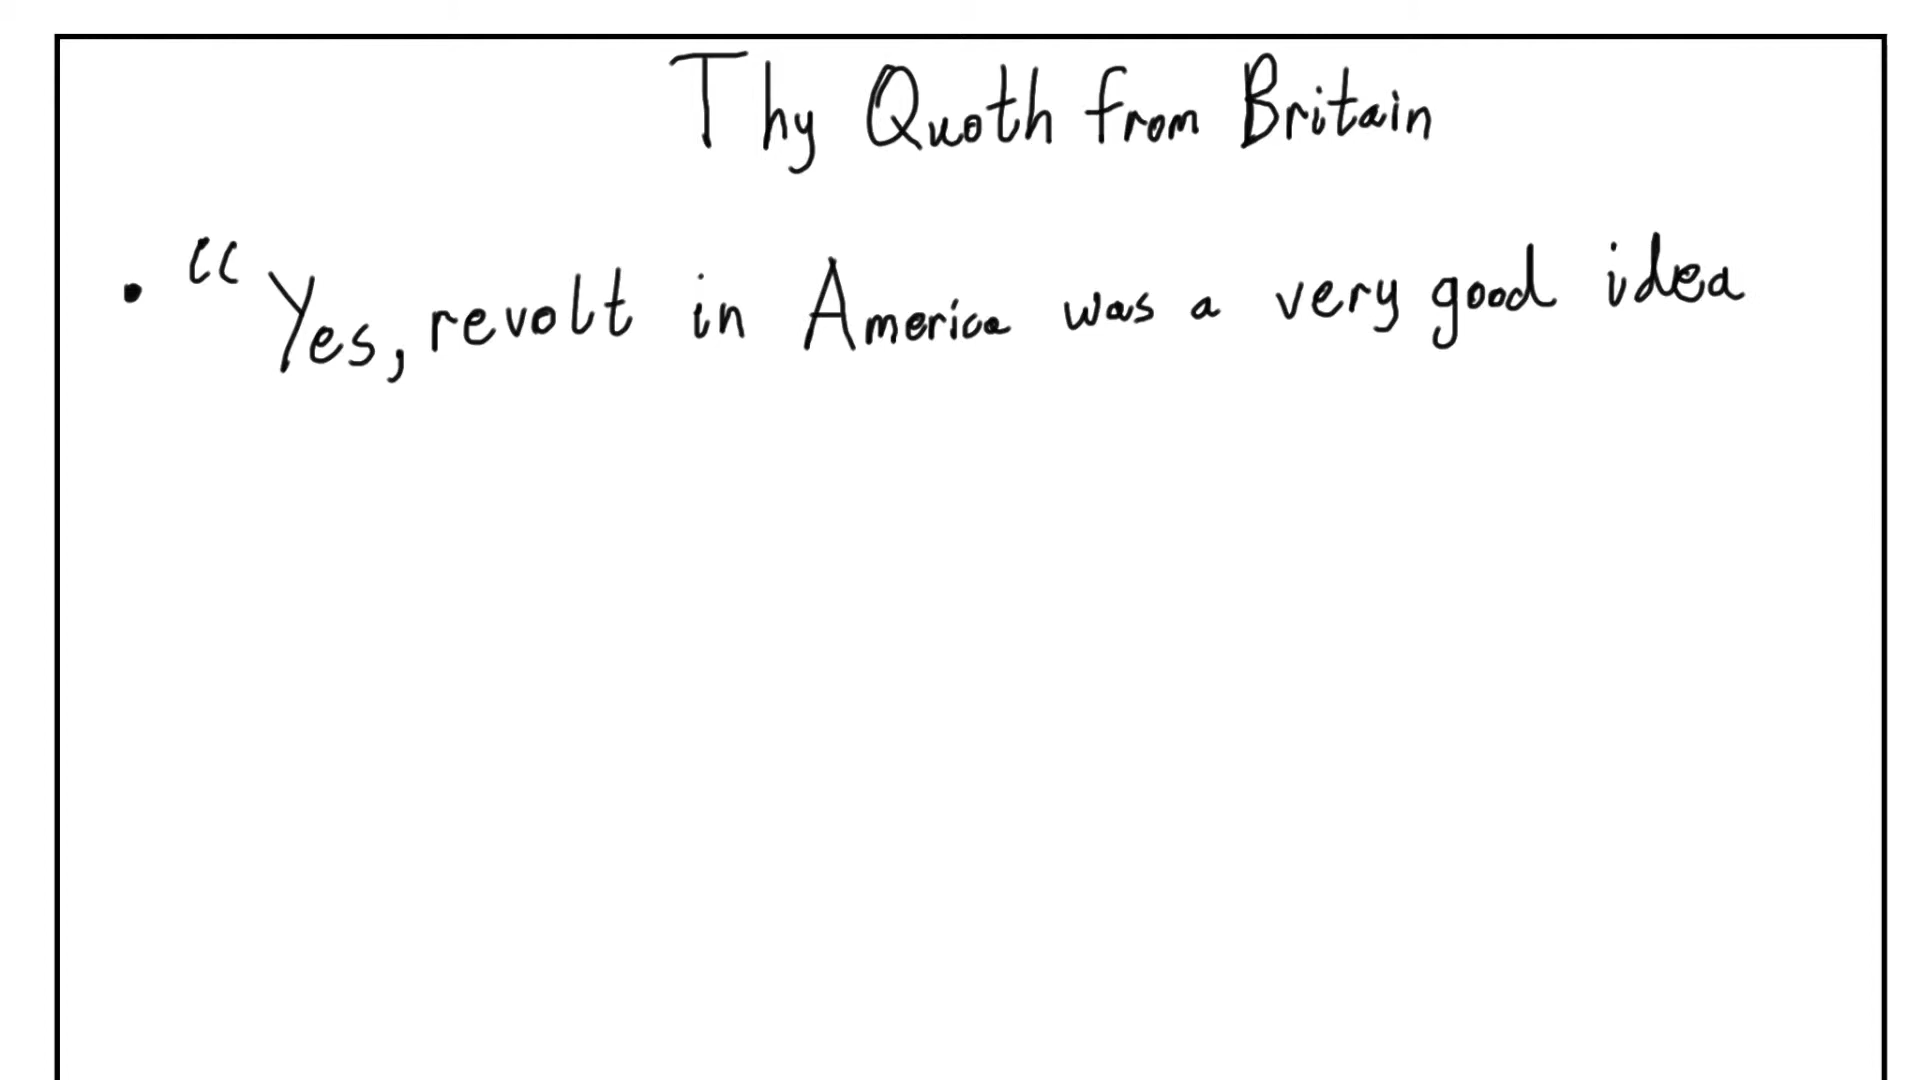 Thy Quoth from Britain
• “Yes, revolt in America was a very good idea